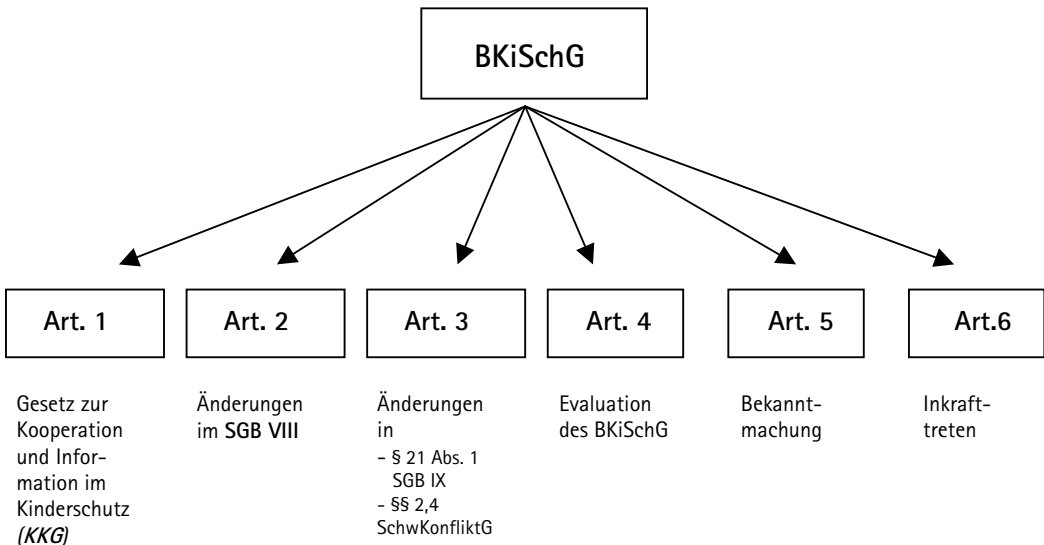 BKiSchG
Art. 1
Art. 2
Art. 3
Art. 4
Art. 5
Art.6
Gesetz zur
Kooperation
und Infor-
mation im
Kinderschutz
(KKG)
Änderungen
im SGB VIII
Änderungen
in
- § 21 Abs. 1
SGB IX
- §§ 2,4
SchwKonfliktG
Evaluation
des BKiSchG
Bekannt-
machung
Inkraft-
treten